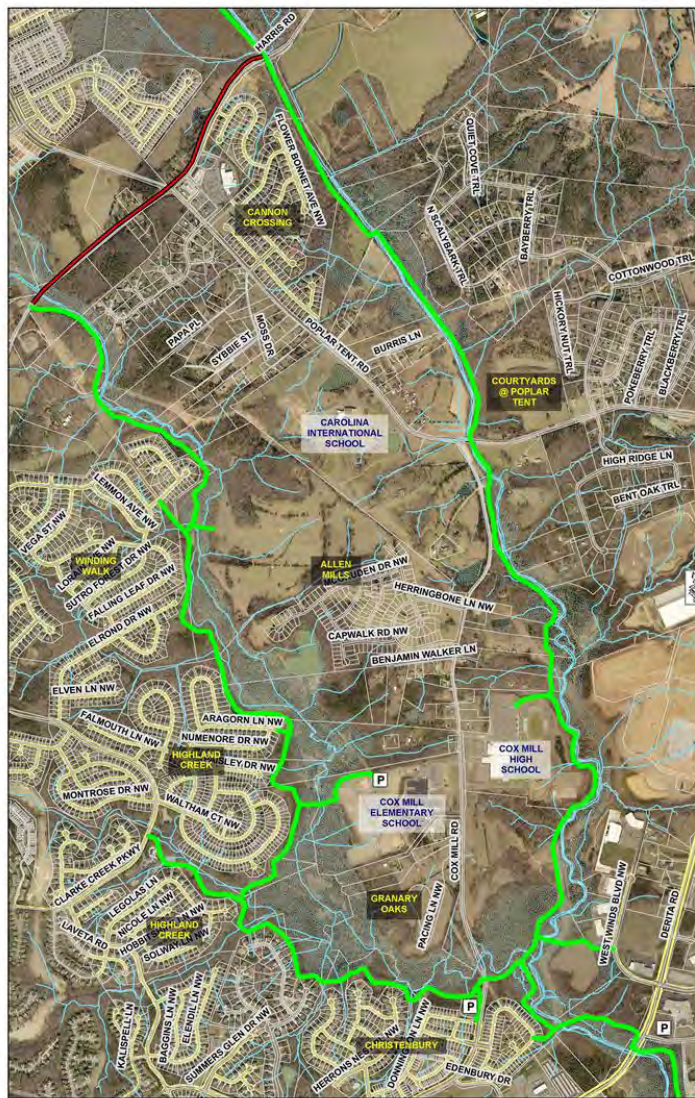 HARRIS RD
FLOWER BONNET AVE NW
QUIET COVE TRL
CANNON
CROSSING
N SCALYBARK TRL
BAYBERRY TRL
COTTONWOOD TRL
PAPA PL
SYBBIE ST
MOSS DR
POPLAR TENT RD
BURRIS LN
HICKORY NUT TRL
POKEBERRY TRL
BLACKBERRY TRL
COURTYARDS
@ POPLAR
TENT
CAROLINA
INTERNATIONAL
SCHOOL
HIGH RIDGE LN
BENT OAK TRL
LEMMON AVE NW
VEGA ST NW
WINDING
WALK
SUTRO FOREST DR NW
FALLING LEAF DR NW
ELROND DR NW
ALLEN
MILLS
DR NW
HERRINGBONE LN NW
CAPWALK RD NW
BENJAMIN WALKER LN
ELVEN LN NW
FALMOUTH LN NW
ARAGORN LN NW
NUMENORE DR NW
HIGHLAND
CREEK
DR NW
MONTROSE DR NW
WALTHAM CT NW
COX MILL
HIGH
SCHOOL
P
COX MILL
ELEMENTARY
SCHOOL
COX MILL RD
CLARKE CREEK PKWY
LEGOLAS LN
NICOLE LN NW
SOLWAY LN NW
LAVETA RD
HIGHLAND
CREEK
GRANARY
OAKS
PACING LN NW
WEST WINDS BLVD NW
DERITA RD
KALISPELL LN
BAGGINS LN NW
ELENDIL LN NW
SUMMERS GLEN DR NW
P
P
CHRISTENBURY
EDENBURY DR